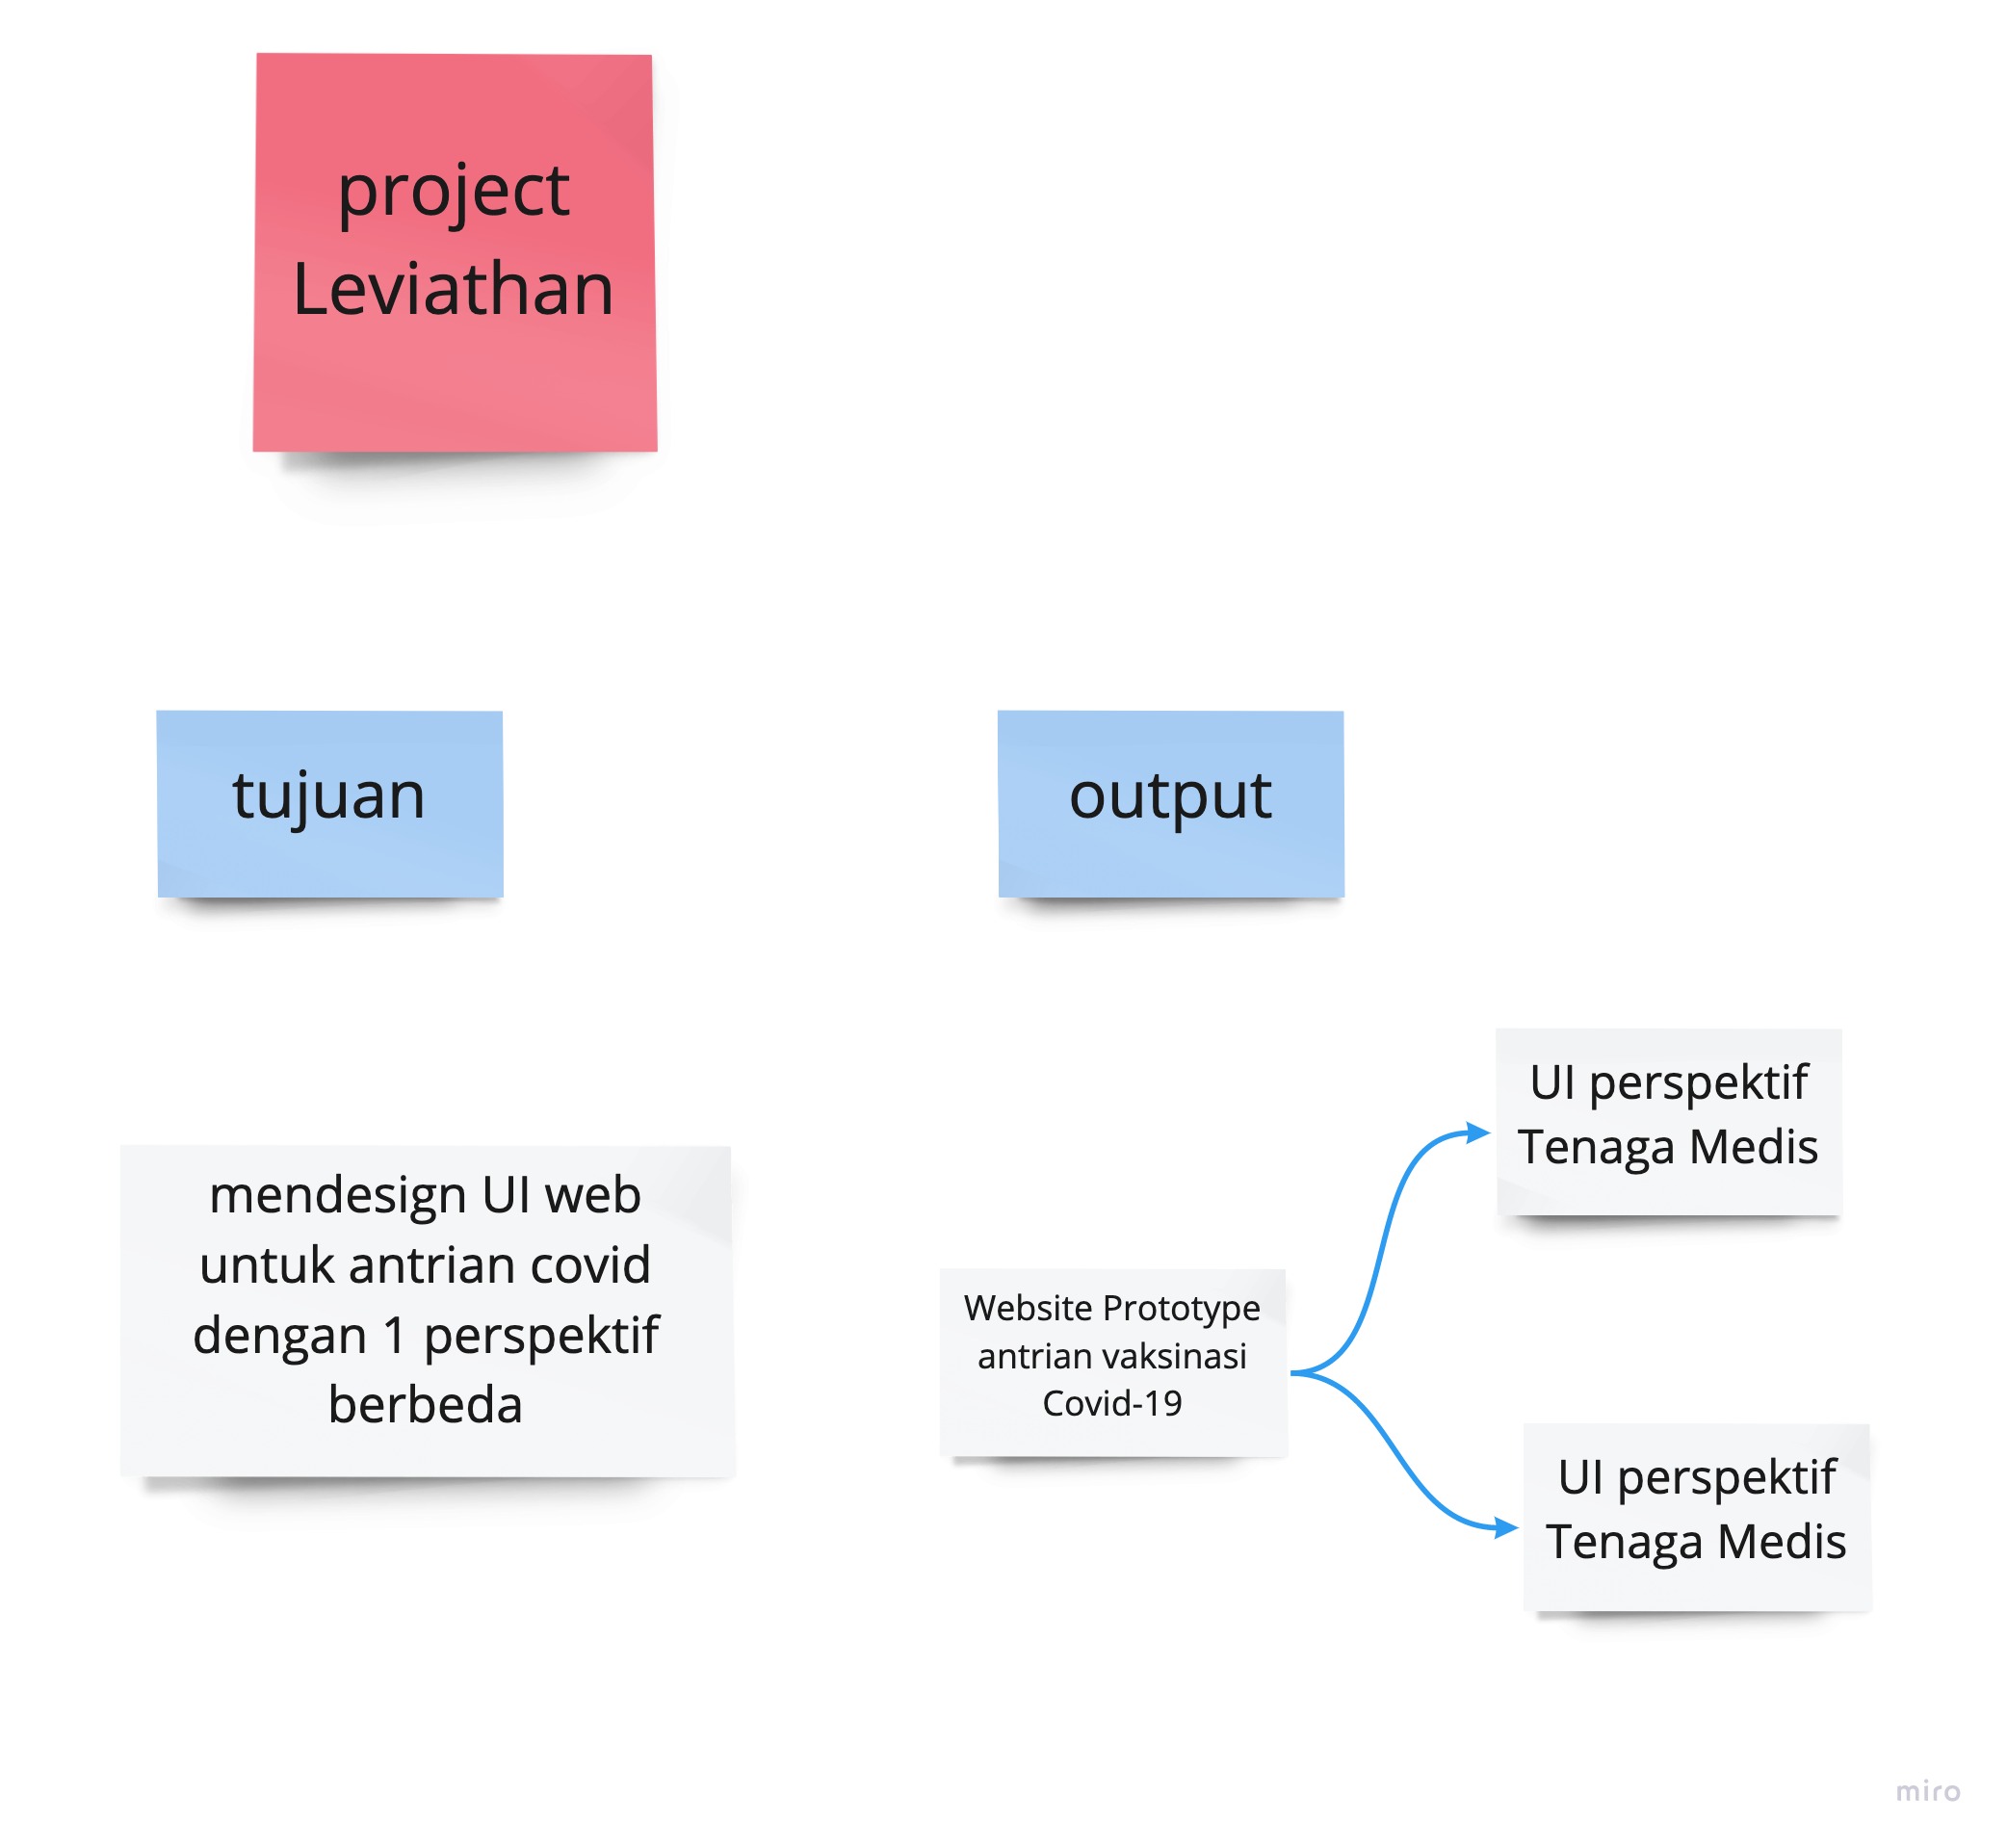 project
Leviathan
tujuan
output
mendesign UI web
untuk antrian covid
dengan 1 perspektif
berbeda
Website Prototype
antrian vaksinasi
Covid-19
UI perspektif
Tenaga Medis
UI perspektif
Tenaga Medis
miro